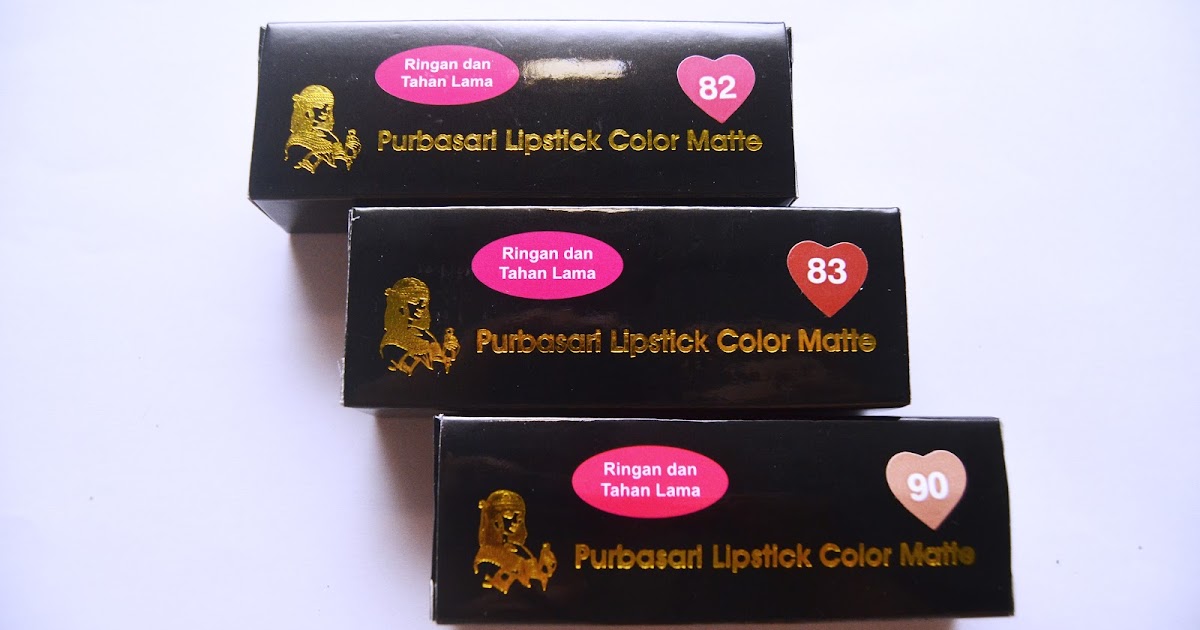 Ringan dan
Tahan Lama
82
Purbasari Lipstick Color Matte
Ringan dan
Tahan Lama
83
Purbasari Lipstick Color Matte
Ringan dan
Tahan Lama
90
Purbasari Lipstick Color Matte